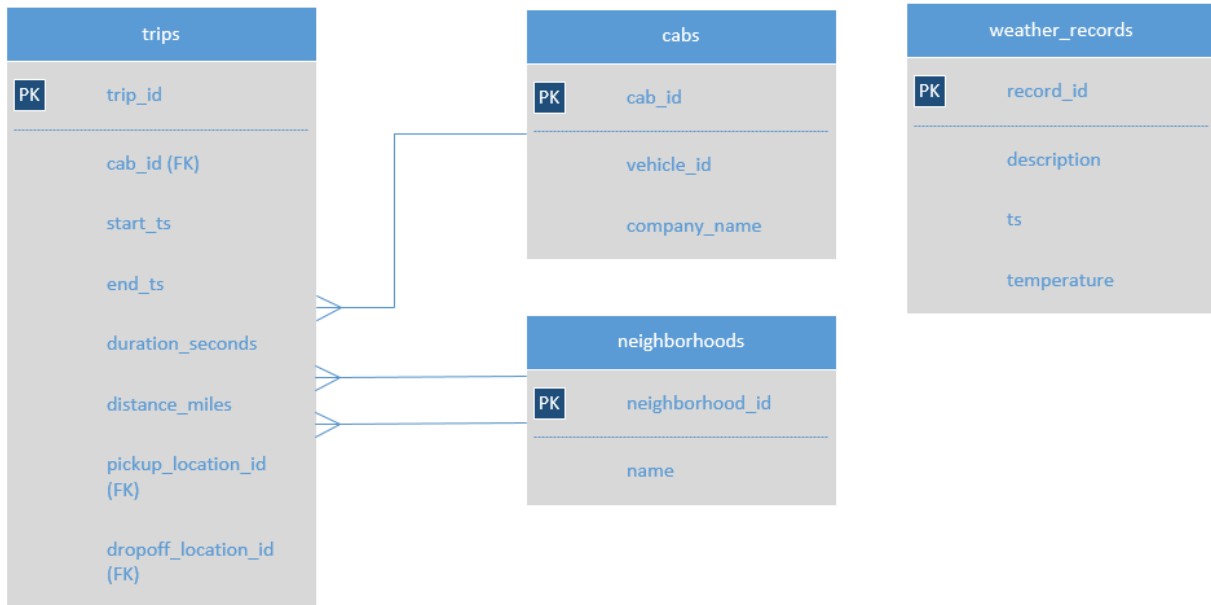 trips
PK trip_id
cab_id (FK)
start_ts
end_ts
duration_seconds
distance_miles
pickup_location_id
(FK)
dropoff_location_id
(FK)
cabs
PK cab_id
vehicle_id
company_name
neighborhoods
PK neighborhood_id
name
weather_records
PK record_id
description
ts
temperature